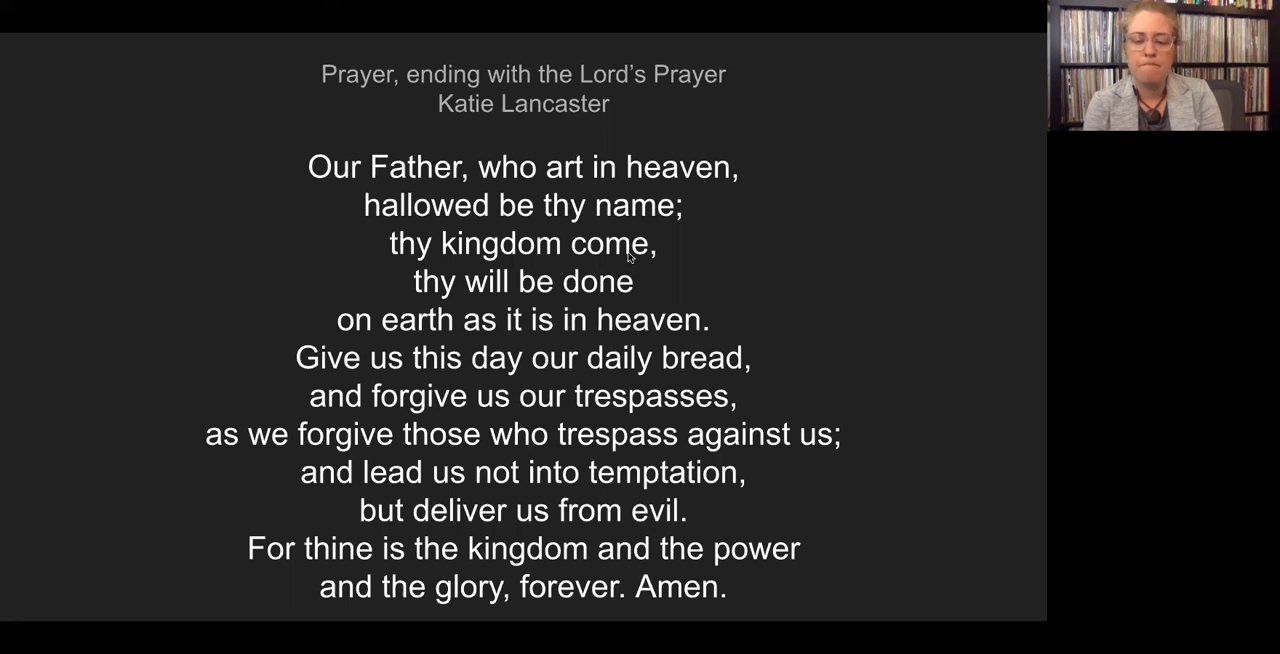 Prayer, ending with the Lord's Prayer
Katie Lancaster
Our Father, who art in heaven,
hallowed be thy name;
thy kingdom come,
thy will be done
on earth as it is in heaven.
Give us this day our daily bread,
and forgive us our trespasses,
as we forgive those who trespass against us;
and lead us not into temptation,
but deliver us from evil.
For thine is the kingdom and the power
and the glory, forever. Amen.